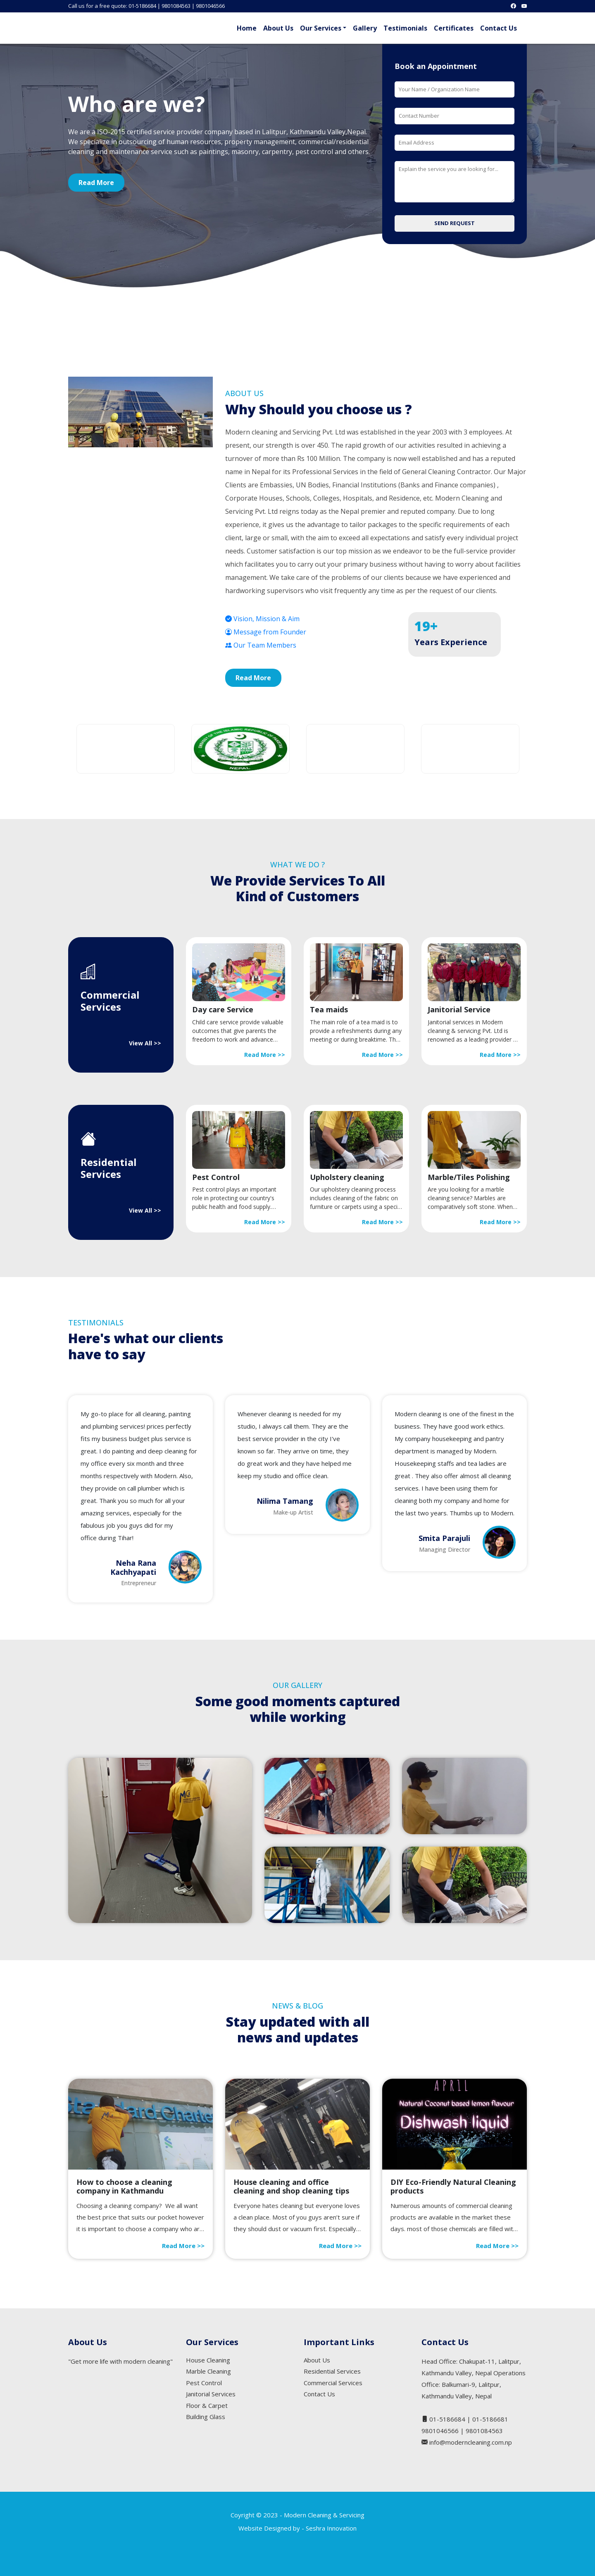 Call us for a free quote: 01-5186684 | 9801084563 | 9801046566
Home
About Us
Our Services
Gallery
Testimonials
Certificates
Contact Us
Who are we?
We are a ISO-2015 certified service provider company based in Lalitpur, Kathmandu Valley,Nepal.
We specialize in outsourcing of human resources, property management, commercial/residential
cleaning and maintenance service such as paintings, masonry, carpentry, pest control and others.
Read More
Book an Appointment
Your Name / Organization Name
Contact Number
Email Address
Explain the service you are looking for...
SEND REQUEST
ABOUT US
Why Should you choose us ?
Modern cleaning and Servicing Pvt. Ltd was established in the year 2003 with 3 employees. At
present, our strength is over 450. The rapid growth of our activities resulted in achieving a
turnover of more than Rs 100 Million. The company is now well established and has a reputed
name in Nepal for its Professional Services in the field of General Cleaning Contractor. Our Major
Clients are Embassies, UN Bodies, Financial Institutions (Banks and Finance companies) ,
Corporate Houses, Schools, Colleges, Hospitals, and Residence, etc. Modern Cleaning and
Servicing Pvt. Ltd reigns today as the Nepal premier and reputed company. Due to long
experience, it gives us the advantage to tailor packages to the specific requirements of each
client, large or small, with the aim to exceed all expectations and satisfy every individual project
needs. Customer satisfaction is our top mission as we endeavor to be the full-service provider
which facilitates you to carry out your primary business without having to worry about facilities
management. We take care of the problems of our clients because we have experienced and
hardworking supervisors who visit frequently any time as per the request of our clients.
Vision, Mission & Aim
Message from Founder
Our Team Members
19+
Years Experience
Read More
NEPAL
WHAT WE DO ?
We Provide Services To All
Kind of Customers
Commercial
Services
View All >>
Day care Service
Child care service provide valuable
outcomes that give parents the
freedom to work and advance...
Read More >>
Tea maids
The main role of a tea maid is to
provide a refreshments during any
meeting or during breaktime. Th...
Read More >>
Janitorial Service
Janitorial services in Modern
cleaning & servicing Pvt. Ltd is
renowned as a leading provider ...
Read More >>
Residential
Services
View All >>
Pest Control
Pest control plays an important
role in protecting our country's
public health and food supply....
Read More >>
Upholstery cleaning
Our upholstery cleaning process
includes cleaning of the fabric on
furniture or carpets using a speci...
Read More >>
Marble/Tiles Polishing
Are you looking for a marble
cleaning service? Marbles are
comparatively soft stone. When...
Read More >>
TESTIMONIALS
Here's what our clients
have to say
My go-to place for all cleaning, painting
and plumbing services! prices perfectly
fits my business budget plus service is
great. I do painting and deep cleaning for
my office every six month and three
months respectively with Modern. Also,
they provide on call plumber which is
great. Thank you so much for all your
amazing services, especially for the
fabulous job you guys did for my
office during Tihar!
Neha Rana
Kachhyapati
Entrepreneur
Whenever cleaning is needed for my
studio, I always call them. They are the
best service provider in the city I've
known so far. They arrive on time, they
do great work and they have helped me
keep my studio and office clean.
Nilima Tamang
Make-up Artist
Modern cleaning is one of the finest in the
business. They have good work ethics.
My company housekeeping and pantry
department is managed by Modern.
Housekeeping staffs and tea ladies are
great . They also offer almost all cleaning
services. I have been using them for
cleaning both my company and home for
the last two years. Thumbs up to Modern.
Smita Parajuli
Managing Director
OUR GALLERY
Some good moments captured
while working
NEWS & BLOG
Stay updated with all
news and updates
How to choose a cleaning
company in Kathmandu
Choosing a cleaning company? We all want
the best price that suits our pocket however
it is important to choose a company who ar...
Read More >>
House cleaning and office
cleaning and shop cleaning tips
Everyone hates cleaning but everyone loves
a clean place. Most of you guys aren't sure if
they should dust or vacuum first. Especially...
Read More >>
APRIL
Natural Coconut based lemon flavour
Dishwash liquid
DIY Eco-Friendly Natural Cleaning
products
Numerous amounts of commercial cleaning
products are available in the market these
days. most of those chemicals are filled wit...
Read More >>
About Us
"Get more life with modern cleaning"
Our Services
House Cleaning
Marble Cleaning
Pest Control
Janitorial Services
Floor & Carpet
Building Glass
Important Links
About Us
Residential Services
Commercial Services
Contact Us
Contact Us
Head Office: Chakupat-11, Lalitpur,
Kathmandu Valley, Nepal Operations
Office: Balkumari-9, Lalitpur,
Kathmandu Valley, Nepal
01-5186684 | 01-5186681
9801046566 | 9801084563
info@moderncleaning.com.np
Coyright © 2023 - Modern Cleaning & Servicing
Website Designed by - Seshra Innovation